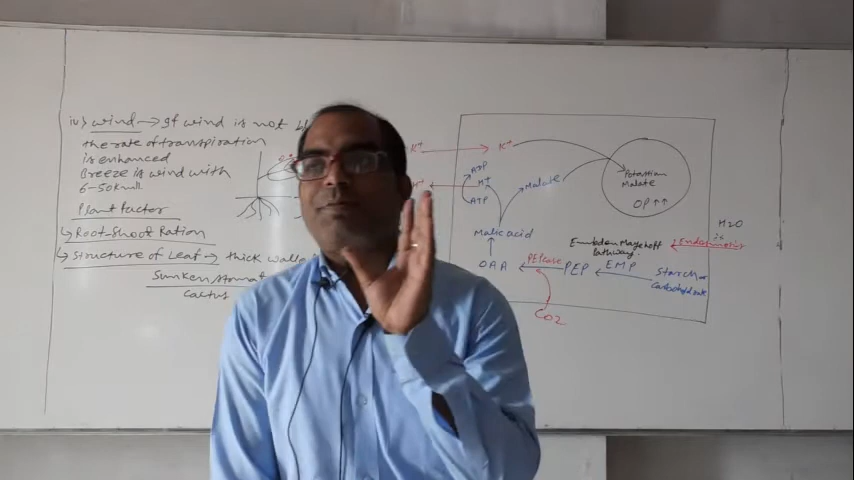 iv) wind → If wind is not
the rate of transpiration
is enhanced
Breeze is wind with
6-50km/h
Plant factor
↳ Root-Shoot Ration
↳ Structure of Leaf → thick walle
Sunken stomat
Cactus
K+ → K+
H+ ← H+
ATP
ATP
Malate
Malic acid
OAA
PEPcase
PEP
EMP
Embden Mayerhoff
Pathway.
Starch or
Carbohydrate
CO2
Potassium
Malate
OP↑↑
H2O
Endosmosis